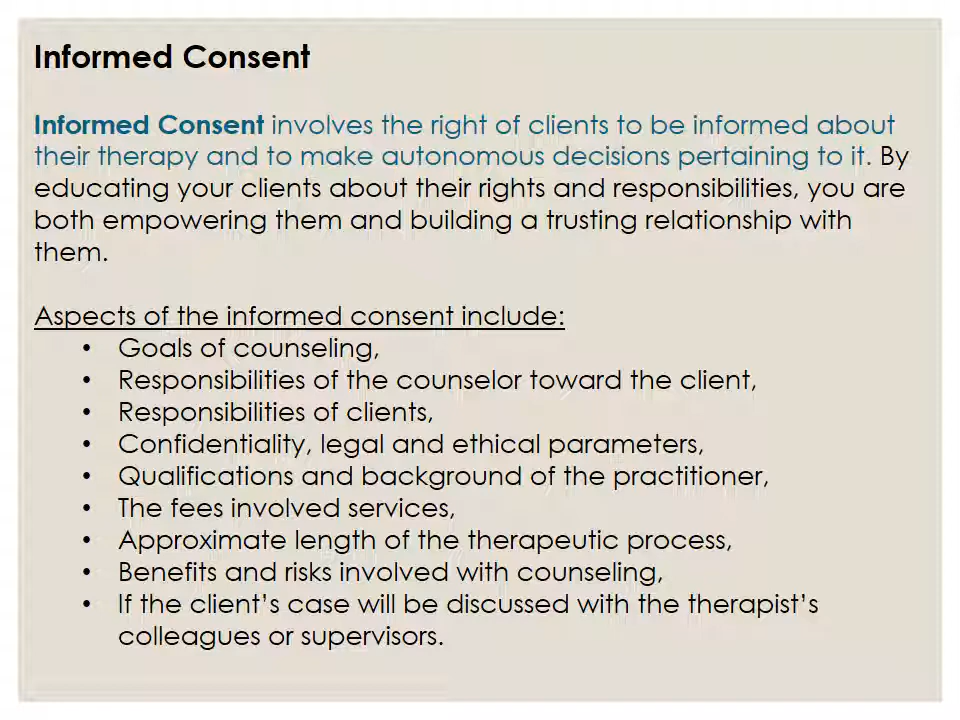 Informed Consent
Informed Consent involves the right of clients to be informed about
their therapy and to make autonomous decisions pertaining to it. By
educating your clients about their rights and responsibilities, you are
both empowering them and building a trusting relationship with
them.
Aspects of the informed consent include:
• Goals of counseling,
• Responsibilities of the counselor toward the client,
• Responsibilities of clients,
• Confidentiality, legal and ethical parameters,
• Qualifications and background of the practitioner,
• The fees involved services,
• Approximate length of the therapeutic process,
• Benefits and risks involved with counseling,
• If the client’s case will be discussed with the therapist’s
colleagues or supervisors.